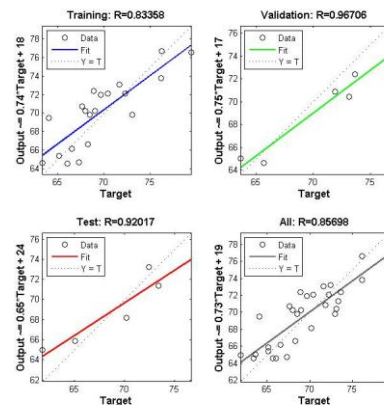 Training: R=0.83358
Output ~= 0.74*Target + 18
78
76
74
72
70
68
66
64
Data
Fit
Y = T
65 70 75
Target
Validation: R=0.96706
Output ~= 0.75*Target + 17
76
74
72
70
68
66
64
Data
Fit
Y = T
65 70 75
Target
Test: R=0.92017
Output ~= 0.65*Target + 24
76
74
72
70
68
66
64
62
Data
Fit
Y = T
65 70 75
Target
All: R=0.85698
Output ~= 0.73*Target + 19
78
76
74
72
70
68
66
64
62
Data
Fit
Y = T
65 70 75
Target